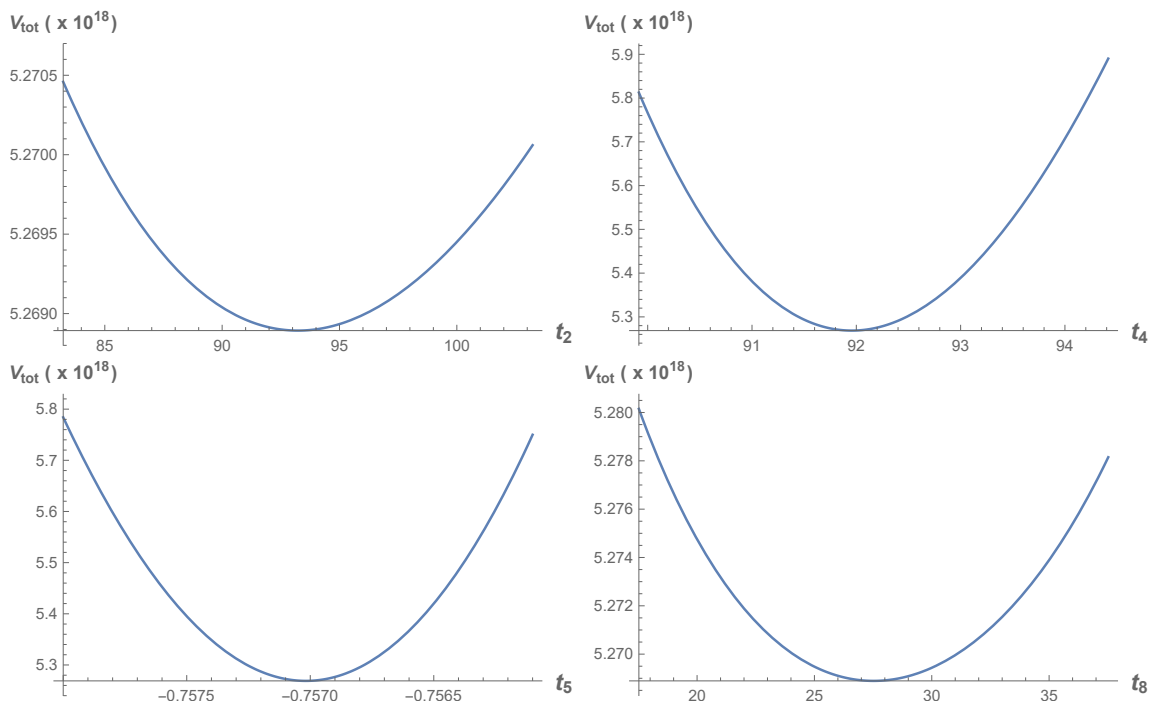 V_tot ( x 10^18)
5.2705
5.2700
5.2695
5.2690
85 90 95 100
t_2
V_tot ( x 10^18)
5.9
5.8
5.7
5.6
5.5
5.4
5.3
91 92 93 94
t_4
V_tot ( x 10^18)
5.8
5.7
5.6
5.5
5.4
5.3
−0.7575 −0.7570 −0.7565
t_5
V_tot ( x 10^18)
5.280
5.278
5.276
5.274
5.272
5.270
20 25 30 35
t_8